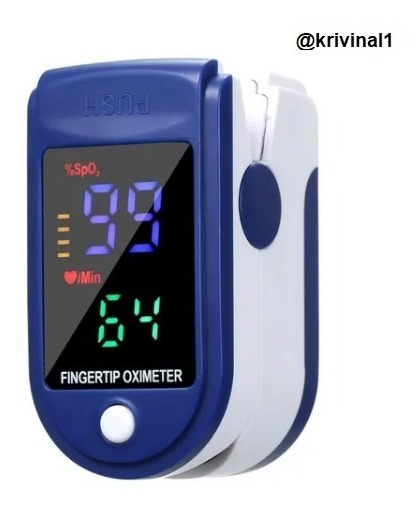 @krivinal1
PUSH
%SpO₂
99
♥/Min
64
FINGERTIP OXIMETER